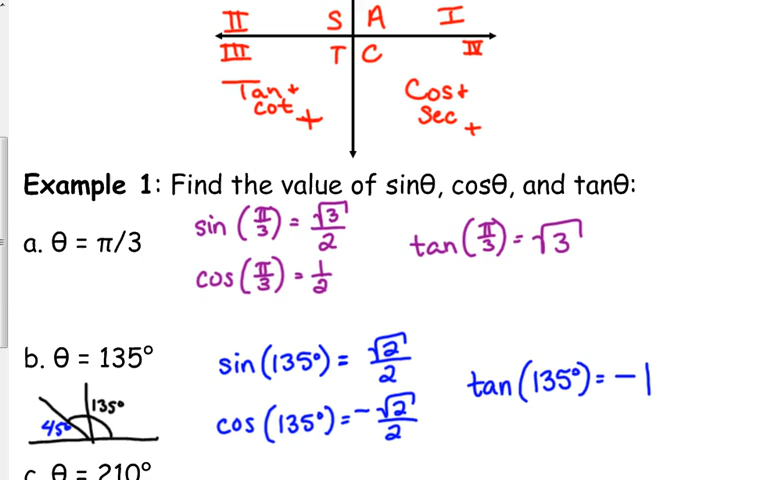 II S A I
III T C IV
Tan + Cos +
cot + Sec +
Example 1: Find the value of sinθ, cosθ, and tanθ:
sin(π/3) = √3/2
a. θ = π/3 tan(π/3) = √3
cos(π/3) = 1/2
b. θ = 135° sin(135°) = √2/2
tan(135°) = -1
135°
45° cos(135°) = -√2/2
c. θ = 210°